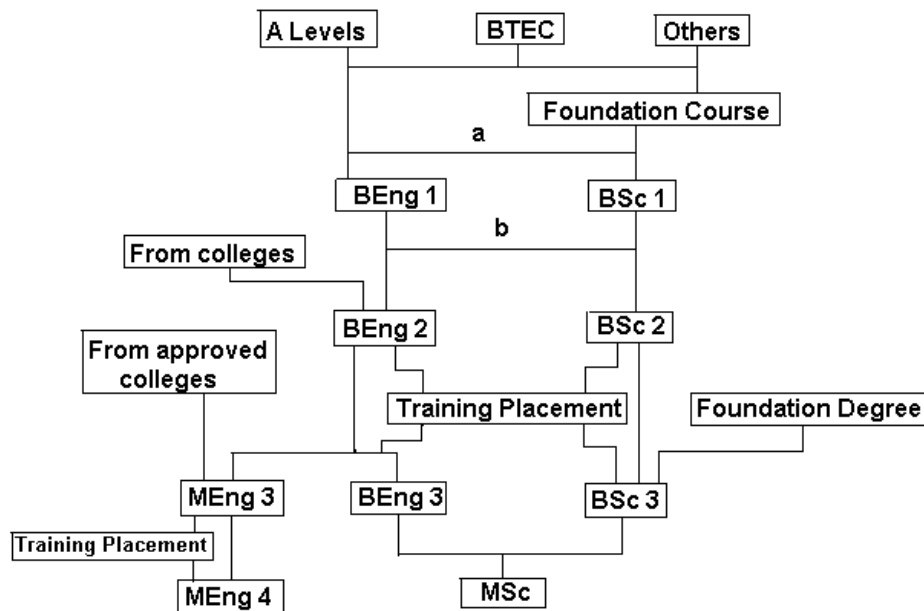 A Levels
BTEC
Others
Foundation Course
a
BEng 1
BSc 1
b
From colleges
BEng 2
BSc 2
From approved
colleges
Training Placement
Foundation Degree
MEng 3
BEng 3
BSc 3
Training Placement
MEng 4
MSc